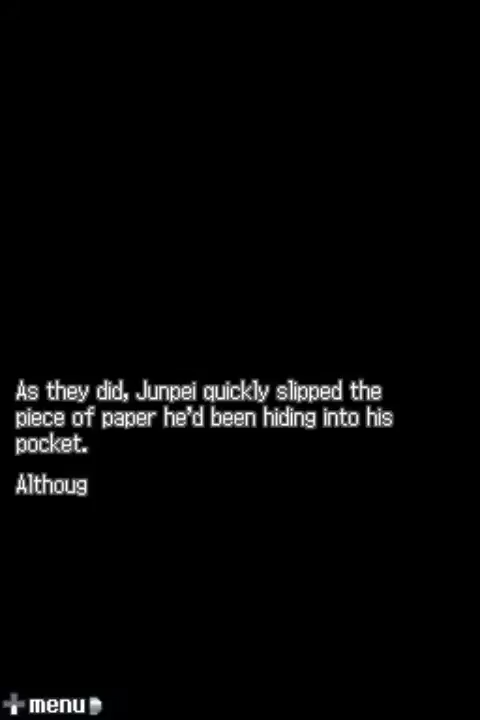 As they did, Junpei quickly slipped the
piece of paper he'd been hiding into his
pocket.
Althoug
menu